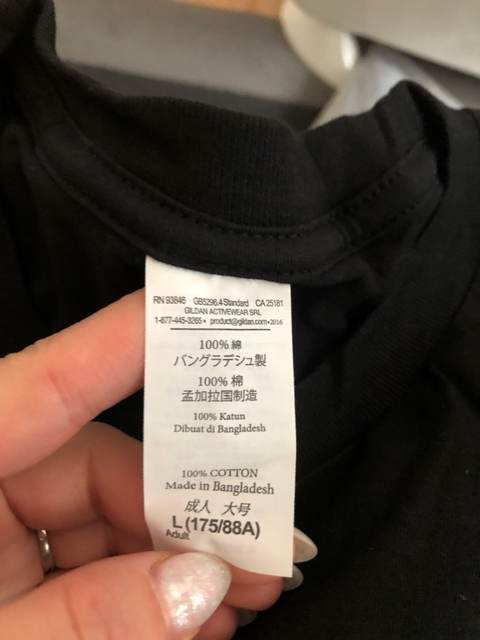 RN 93846 GB5296.4 Standard CA 25181
GILDAN ACTIVEWEAR SRL
1-877-445-3265 • product@gildan.com • 2016
100% 綿
バングラデシュ製
100% 棉
孟加拉国制造
100% Katun
Dibuat di Bangladesh
100% COTTON
Made in Bangladesh
成人 大号
L (175/88A)
Adult